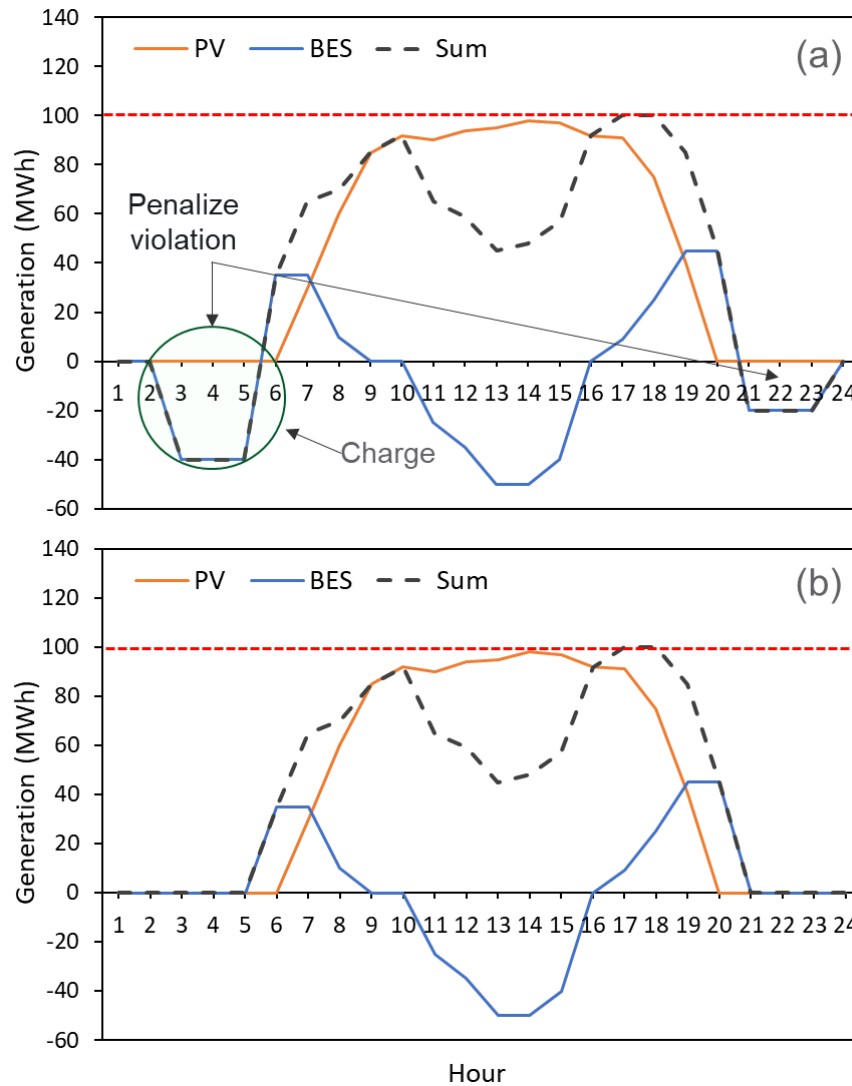 140
PV BES Sum
(a)
120
100
80
60
40
20
0
-20
-40
-60
Generation (MWh)
Penalize
violation
Charge
1 2 3 4 5 6 7 8 9 10 11 12 13 14 15 16 17 18 19 20 21 22 23 24
140
PV BES Sum
(b)
120
100
80
60
40
20
0
-20
-40
-60
Generation (MWh)
1 2 3 4 5 6 7 8 9 10 11 12 13 14 15 16 17 18 19 20 21 22 23 24
Hour